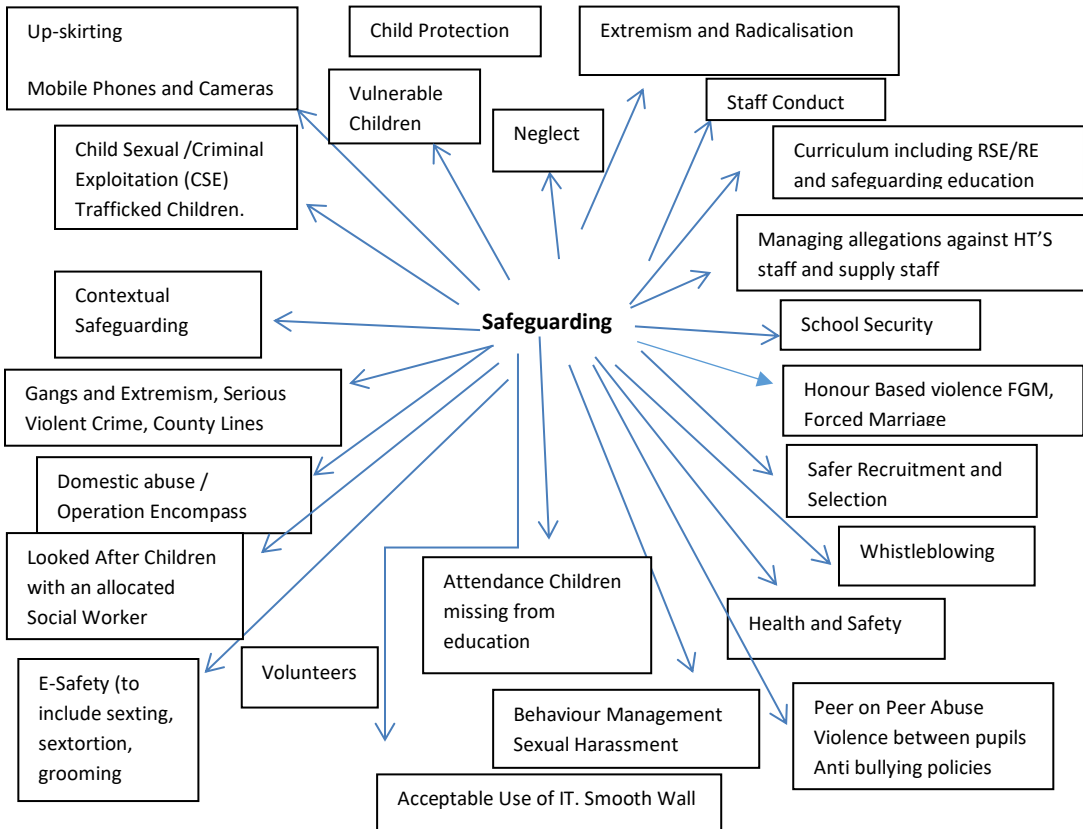 Up-skirting
Mobile Phones and Cameras
Child Protection
Extremism and Radicalisation
Vulnerable
Children
Neglect
Staff Conduct
Child Sexual /Criminal
Exploitation (CSE)
Trafficked Children.
Curriculum including RSE/RE
and safeguarding education
Managing allegations against HT'S
staff and supply staff
Contextual
Safeguarding
Safeguarding
School Security
Gangs and Extremism, Serious
Violent Crime, County Lines
Honour Based violence FGM,
Forced Marriage
Domestic abuse /
Operation Encompass
Safer Recruitment and
Selection
Looked After Children
with an allocated
Social Worker
Attendance Children
missing from
education
Whistleblowing
Health and Safety
E-Safety (to
include sexting,
sextortion,
grooming
Volunteers
Behaviour Management
Sexual Harassment
Peer on Peer Abuse
Violence between pupils
Anti bullying policies
Acceptable Use of IT. Smooth Wall